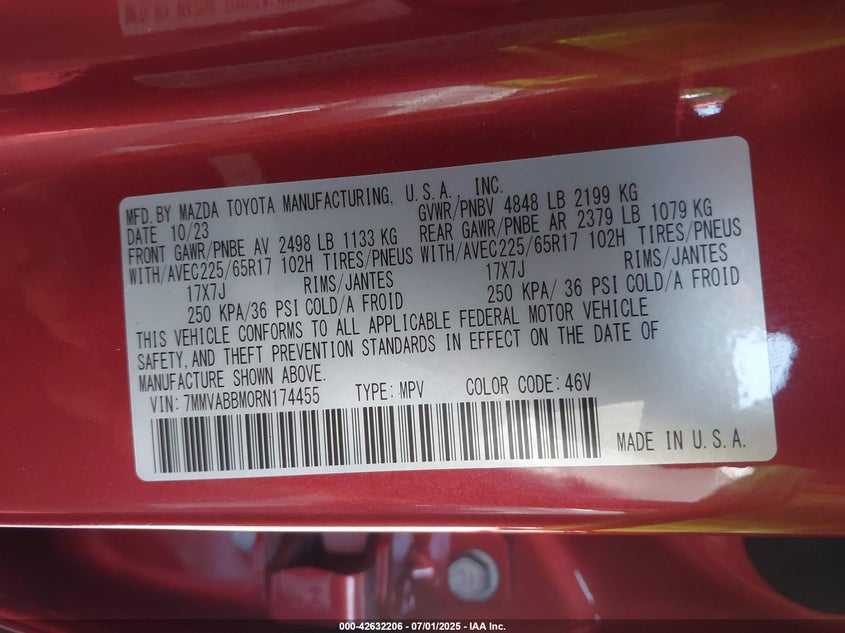 MFD. BY MAZDA TOYOTA MANUFACTURING, U.S.A. INC.
DATE 10/23 GVWR/PNBV 4848 LB 2199 KG
FRONT GAWR/PNBE AV 2498 LB 1133 KG REAR GAWR/PNBE AR 2379 LB 1079 KG
WITH/AVEC225/65R17 102H TIRES/PNEUS WITH/AVEC225/65R17 102H TIRES/PNEUS
17X7J RIMS/JANTES 17X7J RIMS/JANTES
250 KPA/36 PSI COLD/A FROID 250 KPA/ 36 PSI COLD/A FROID
THIS VEHICLE CONFORMS TO ALL APPLICABLE FEDERAL MOTOR VEHICLE
SAFETY,AND THEFT PREVENTION STANDARDS IN EFFECT ON THE DATE OF
MANUFACTURE SHOWN ABOVE.
VIN: 7MMVABBM0RN174455 TYPE: MPV COLOR CODE: 46V
MADE IN U.S.A.
000-42632206 - 07/01/2025 - IAA Inc.